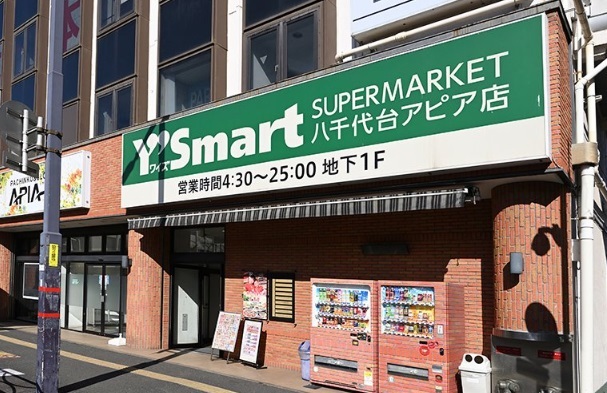 PACHINKO
APIA
Y's Smart
ワイズ
SUPERMARKET
八千代台アピア店
営業時間4:30〜25:00 地下1F